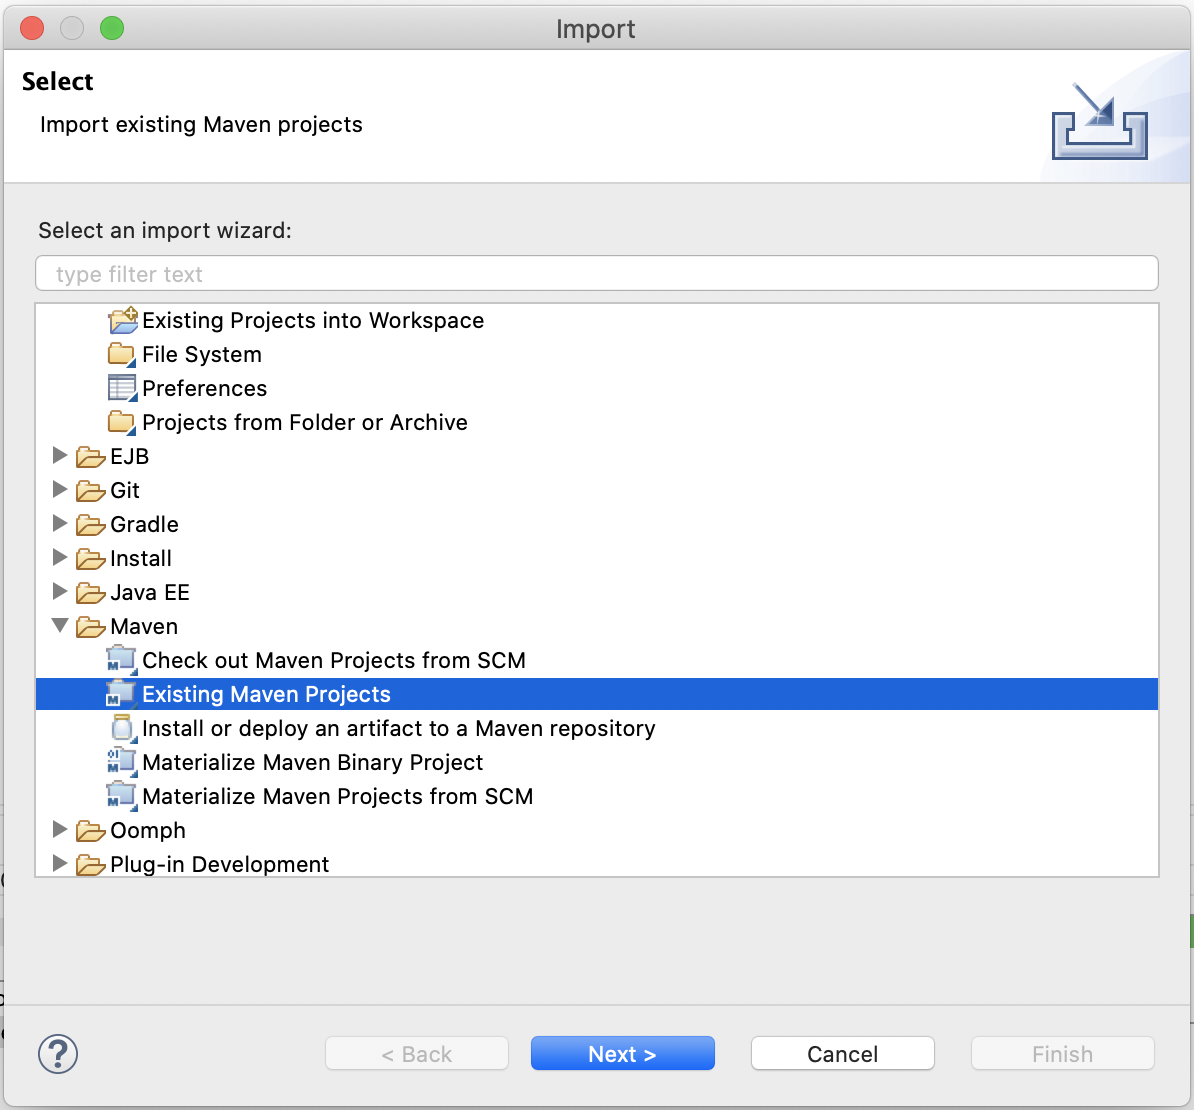 Import
Select
Import existing Maven projects
Select an import wizard:
type filter text
Existing Projects into Workspace
File System
Preferences
Projects from Folder or Archive
EJB
Git
Gradle
Install
Java EE
Maven
Check out Maven Projects from SCM
Existing Maven Projects
Install or deploy an artifact to a Maven repository
Materialize Maven Binary Project
Materialize Maven Projects from SCM
Oomph
Plug-in Development
? < Back Next > Cancel Finish